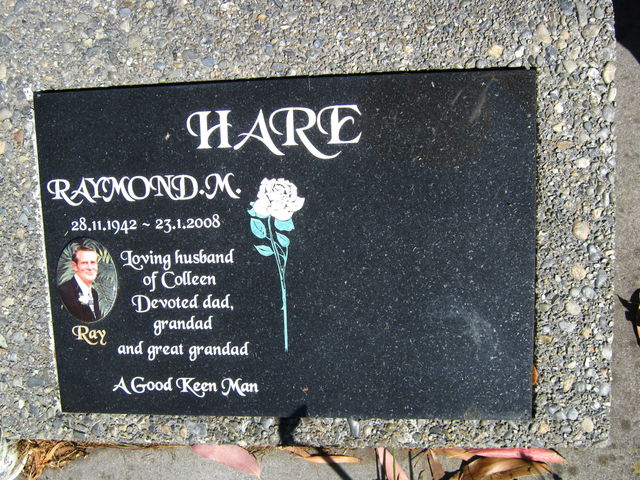 HARE
RAYMOND.M.
28.11.1942 ~ 23.1.2008
Loving husband
of Colleen
Devoted dad,
grandad
and great grandad
Ray
A Good Keen Man